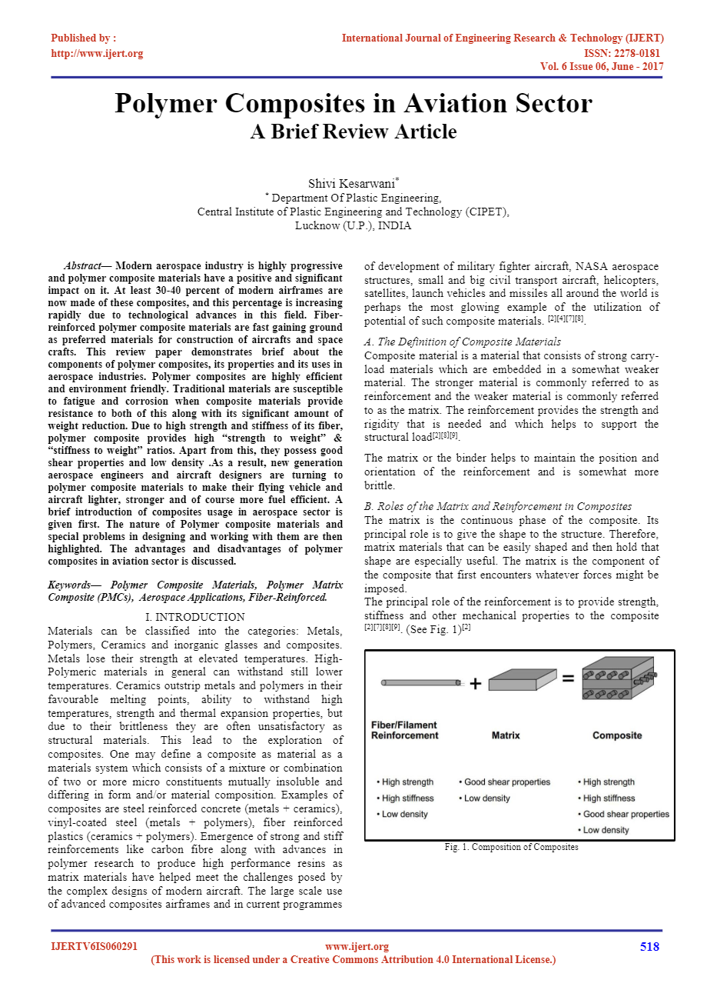 Published by :
http://www.ijert.org
International Journal of Engineering Research & Technology (IJERT)
ISSN: 2278-0181
Vol. 6 Issue 06, June - 2017
Polymer Composites in Aviation Sector
A Brief Review Article
Shivi Kesarwani*
* Department Of Plastic Engineering,
Central Institute of Plastic Engineering and Technology (CIPET),
Lucknow (U.P.), INDIA
Abstract— Modern aerospace industry is highly progressive
and polymer composite materials have a positive and significant
impact on it. At least 30-40 percent of modern airframes are
now made of these composites, and this percentage is increasing
rapidly due to technological advances in this field. Fiber-
reinforced polymer composite materials are fast gaining ground
as preferred materials for construction of aircrafts and space
crafts. This review paper demonstrates brief about the
components of polymer composites, its properties and its uses in
aerospace industries. Polymer composites are highly efficient
and environment friendly. Traditional materials are susceptible
to fatigue and corrosion when composite materials provide
resistance to both of this along with its significant amount of
weight reduction. Due to high strength and stiffness of its fiber,
polymer composite provides high “strength to weight” &
“stiffness to weight” ratios. Apart from this, they possess good
shear properties and low density .As a result, new generation
aerospace engineers and aircraft designers are turning to
polymer composite materials to make their flying vehicle and
aircraft lighter, stronger and of course more fuel efficient. A
brief introduction of composites usage in aerospace sector is
given first. The nature of Polymer composite materials and
special problems in designing and working with them are then
highlighted. The advantages and disadvantages of polymer
composites in aviation sector is discussed.
Keywords— Polymer Composite Materials, Polymer Matrix
Composite (PMCs), Aerospace Applications, Fiber-Reinforced.
I. INTRODUCTION
Materials can be classified into the categories: Metals,
Polymers, Ceramics and inorganic glasses and composites.
Metals lose their strength at elevated temperatures. High-
Polymeric materials in general can withstand still lower
temperatures. Ceramics outstrip metals and polymers in their
favourable melting points, ability to withstand high
temperatures, strength and thermal expansion properties, but
due to their brittleness they are often unsatisfactory as
structural materials. This lead to the exploration of
composites. One may define a composite as material as a
materials system which consists of a mixture or combination
of two or more micro constituents mutually insoluble and
differing in form and/or material composition. Examples of
composites are steel reinforced concrete (metals + ceramics),
vinyl-coated steel (metals + polymers), fiber reinforced
plastics (ceramics + polymers). Emergence of strong and stiff
reinforcements like carbon fibre along with advances in
polymer research to produce high performance resins as
matrix materials have helped meet the challenges posed by
the complex designs of modern aircraft. The large scale use
of advanced composites airframes and in current programmes
of development of military fighter aircraft, NASA aerospace
structures, small and big civil transport aircraft, helicopters,
satellites, launch vehicles and missiles all around the world is
perhaps the most glowing example of the utilization of
potential of such composite materials. [2][4][7][8].
A. The Definition of Composite Materials
Composite material is a material that consists of strong carry-
load materials which are embedded in a somewhat weaker
material. The stronger material is commonly referred to as
reinforcement and the weaker material is commonly referred
to as the matrix. The reinforcement provides the strength and
rigidity that is needed and which helps to support the
structural load[2][8][9].
The matrix or the binder helps to maintain the position and
orientation of the reinforcement and is somewhat more
brittle.
B. Roles of the Matrix and Reinforcement in Composites
The matrix is the continuous phase of the composite. Its
principal role is to give the shape to the structure. Therefore,
matrix materials that can be easily shaped and then hold that
shape are especially useful. The matrix is the component of
the composite that first encounters whatever forces might be
imposed.
The principal role of the reinforcement is to provide strength,
stiffness and other mechanical properties to the composite
[2][7][8][9]. (See Fig. 1)[2]
+ =
Fiber/Filament
Reinforcement
Matrix
Composite
• High strength
• High stiffness
• Low density
• Good shear properties
• Low density
• High strength
• High stiffness
• Good shear properties
• Low density
Fig. 1. Composition of Composites
IJERTV6IS060291
www.ijert.org
518
(This work is licensed under a Creative Commons Attribution 4.0 International License.)